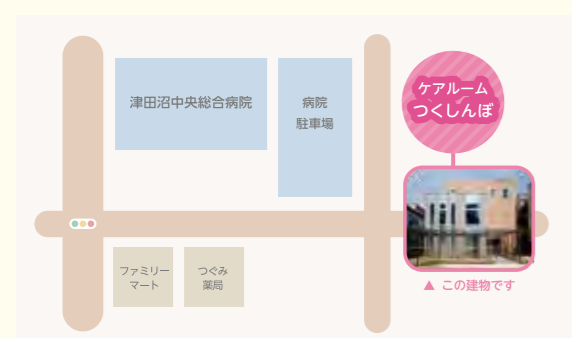 津田沼中央総合病院
病院
駐車場
ケアルーム
つくしんぼ
ファミリー
マート
つぐみ
薬局
▲ この建物です